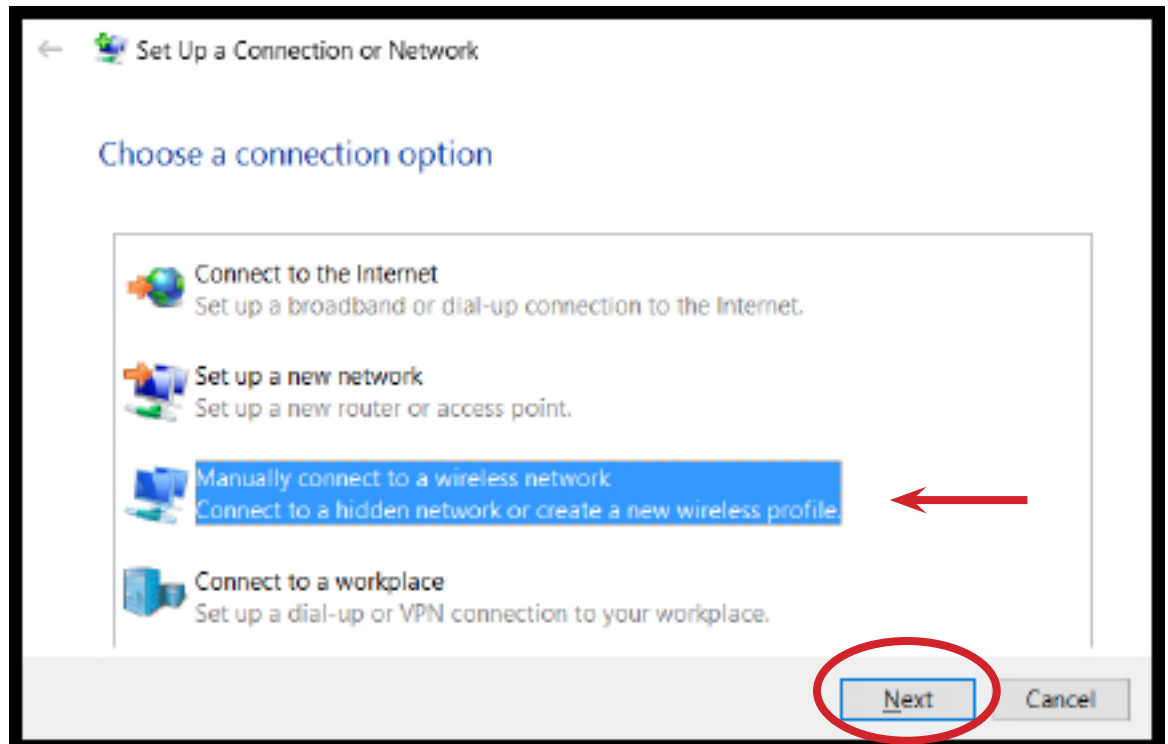 Set Up a Connection or Network
Choose a connection option
Connect to the Internet
Set up a broadband or dial-up connection to the Internet.
Set up a new network
Set up a new router or access point.
Manually connect to a wireless network
Connect to a hidden network or create a new wireless profile.
Connect to a workplace
Set up a dial-up or VPN connection to your workplace.
Next Cancel